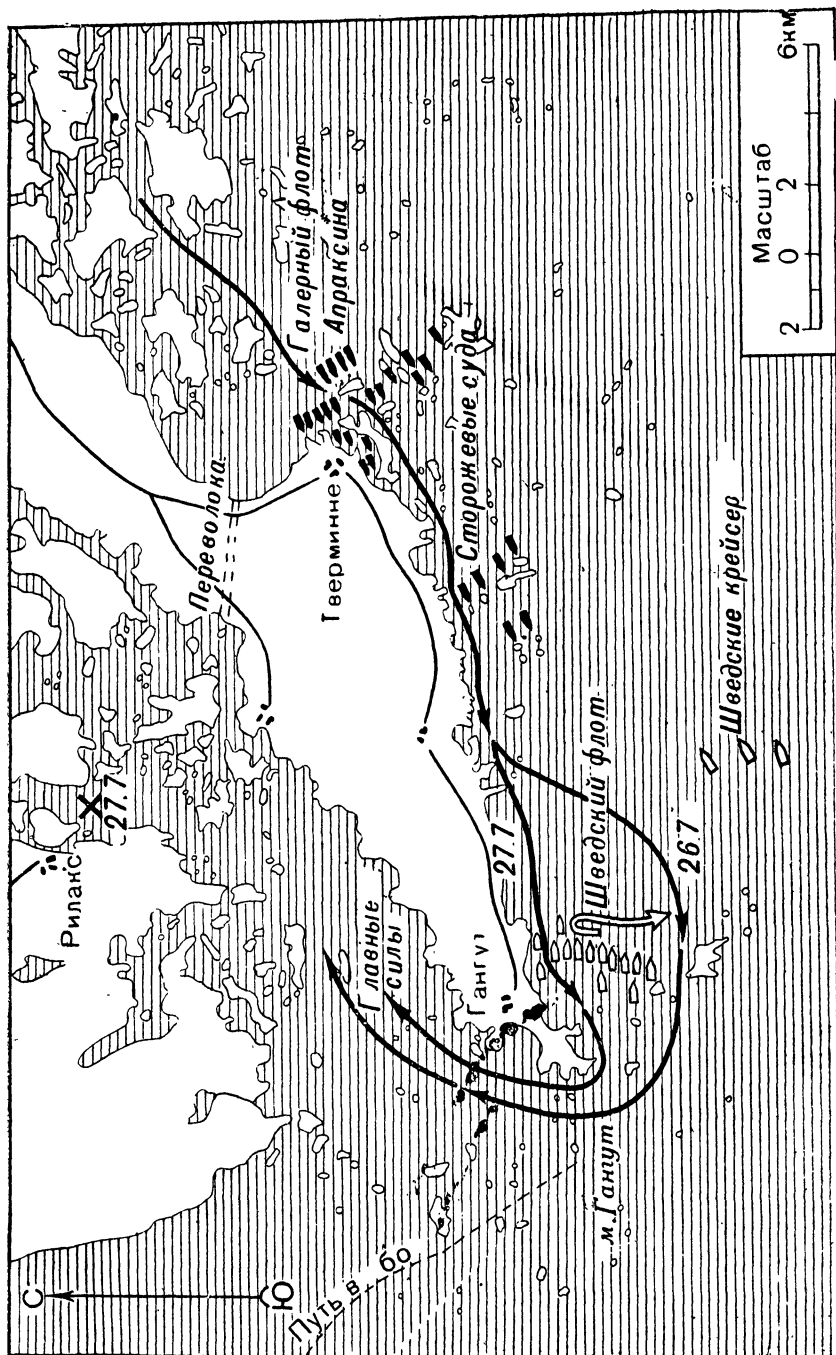 С
Ю
Путь в бо
м. Гангут
Гангут
Главные
силы
Рилакс
27.7
Переволока
Тверминне
Галерный флот
Апраксина
Сторожевые суда
27.7
26.7
Шведский флот
Шведские крейсер
Масштаб
2 0 2 6км